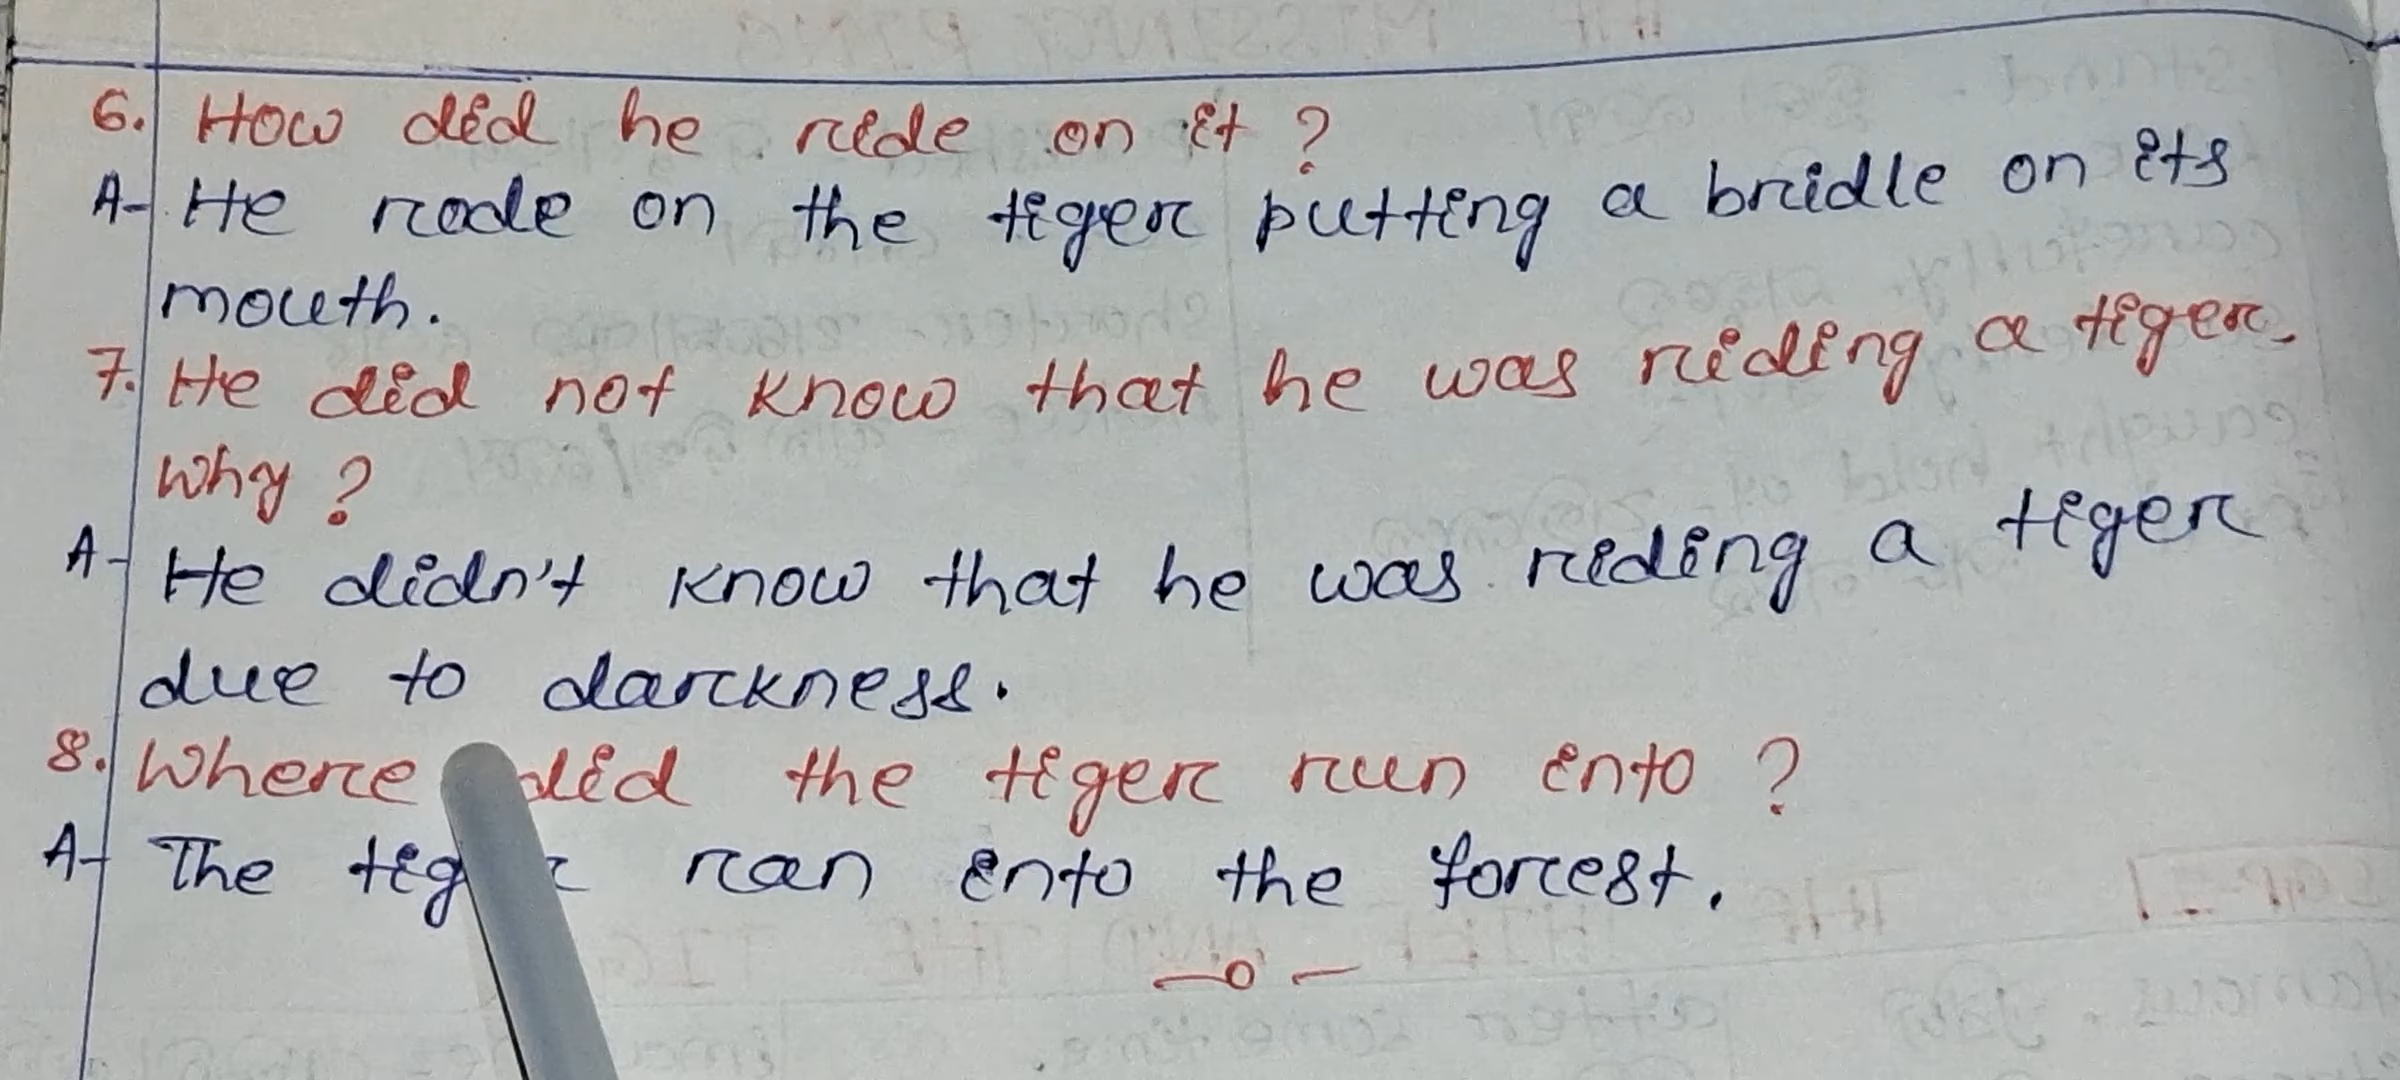 6. How did he ride on it ?
A- He rode on the tiger putting a bridle on its
mouth.
7. He did not know that he was riding a tiger.
Why ?
A- He didn't know that he was riding a tiger
due to darkness.
8. Where did the tiger run into ?
A- The ran into the forest.
—o—